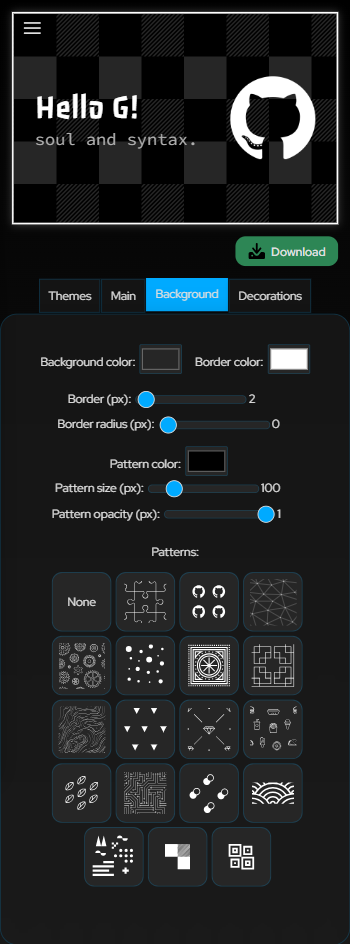 Hello G!
soul and syntax.
Download
Themes Main Background Decorations
Background color: Border color:
Border (px): 2
Border radius (px): 0
Pattern color:
Pattern size (px): 100
Pattern opacity (px): 1
Patterns:
None